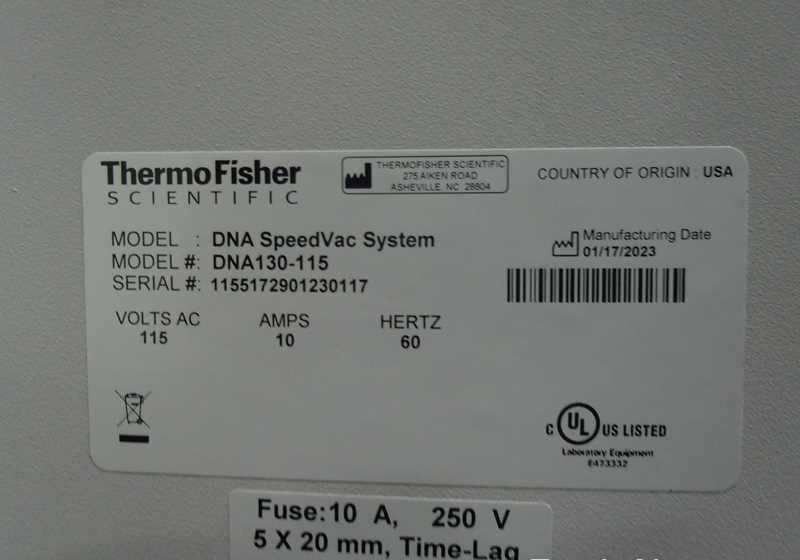 ThermoFisher
SCIENTIFIC
THERMOFISHER SCIENTIFIC
275 AIKEN ROAD
ASHEVILLE, NC 28804
COUNTRY OF ORIGIN : USA
MODEL : DNA SpeedVac System
MODEL #: DNA130-115
SERIAL #: 1155172901230117
Manufacturing Date
01/17/2023
VOLTS AC AMPS HERTZ
115 10 60
C UL US LISTED
Laboratory Equipment
E473332
Fuse:10 A, 250 V
5 X 20 mm, Time-Lag